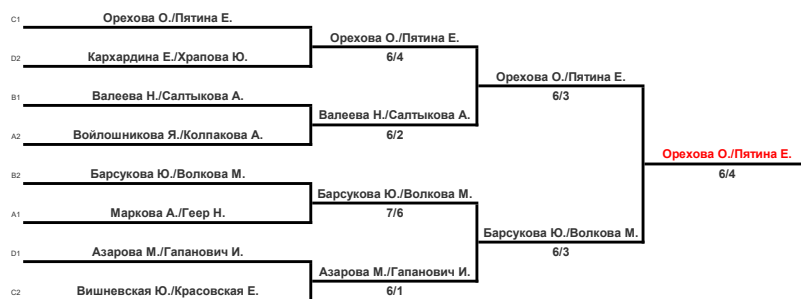 C1 Орехова О./Пятина Е.
Орехова О./Пятина Е.
D2 Кархардина Е./Храпова Ю.
6/4
Орехова О./Пятина Е.
B1 Валеева Н./Салтыкова А.
6/3
Валеева Н./Салтыкова А.
A2 Войлошникова Я./Колпакова А.
6/2
Орехова О./Пятина Е.
6/4
B2 Барсукова Ю./Волкова М.
Барсукова Ю./Волкова М.
A1 Маркова А./Геер Н.
7/6
Барсукова Ю./Волкова М.
D1 Азарова М./Гапанович И.
6/3
Азарова М./Гапанович И.
C2 Вишневская Ю./Красовская Е.
6/1